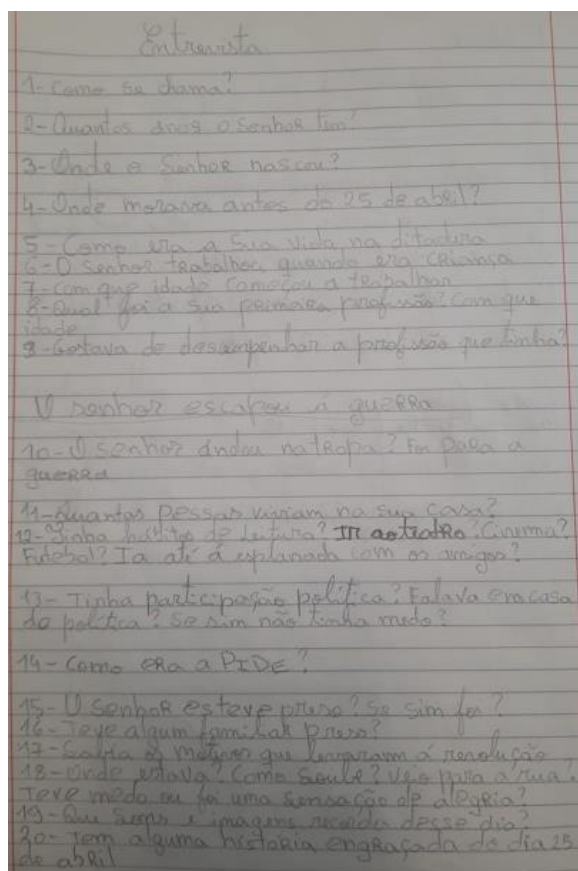 Entrevista
1- Como se chama?
2- Quantos anos o senhor tem?
3- Onde o Senhor nasceu?
4- Onde morava antes do 25 de abril?
5- Como era a sua vida na ditadura
6- O senhor trabalhou quando era criança
7- Com que idade começou a trabalhar
8- Qual foi a sua primeira profissão? Com que
idade
9- Gostava de desempenhar a profissão que tinha?
O senhor escapou á guerra
10- O senhor andou na tropa? Foi para a
guerra
11- Quantas pessoas viviam na sua casa?
12- Tinha hábitos de leitura? Ir ao teatro? Cinema?
Futebol? Ia até á esplanada com os amigos?
13- Tinha participação política? Falava em casa
de política? Se sim não tinha medo?
14- Como era a PIDE?
15- O Senhor esteve preso? Se sim foi?
16- Teve algum familiar preso?
17- Sabia os motivos que levaram á revolução
18- Onde estava? Como soube? Veio para a rua?
Teve medo ou foi uma sensação de alegria?
19- Que sons e imagens recorda desse dia?
20- Tem alguma história engraçada do dia 25
de abril